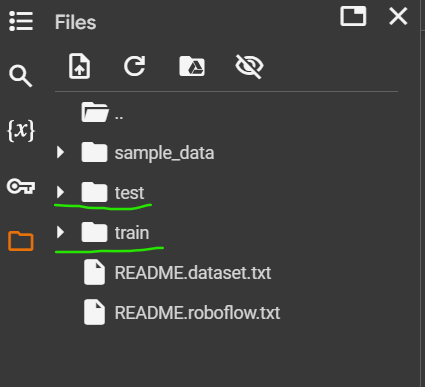 Files
{x}
..
sample_data
test
train
README.dataset.txt
README.roboflow.txt